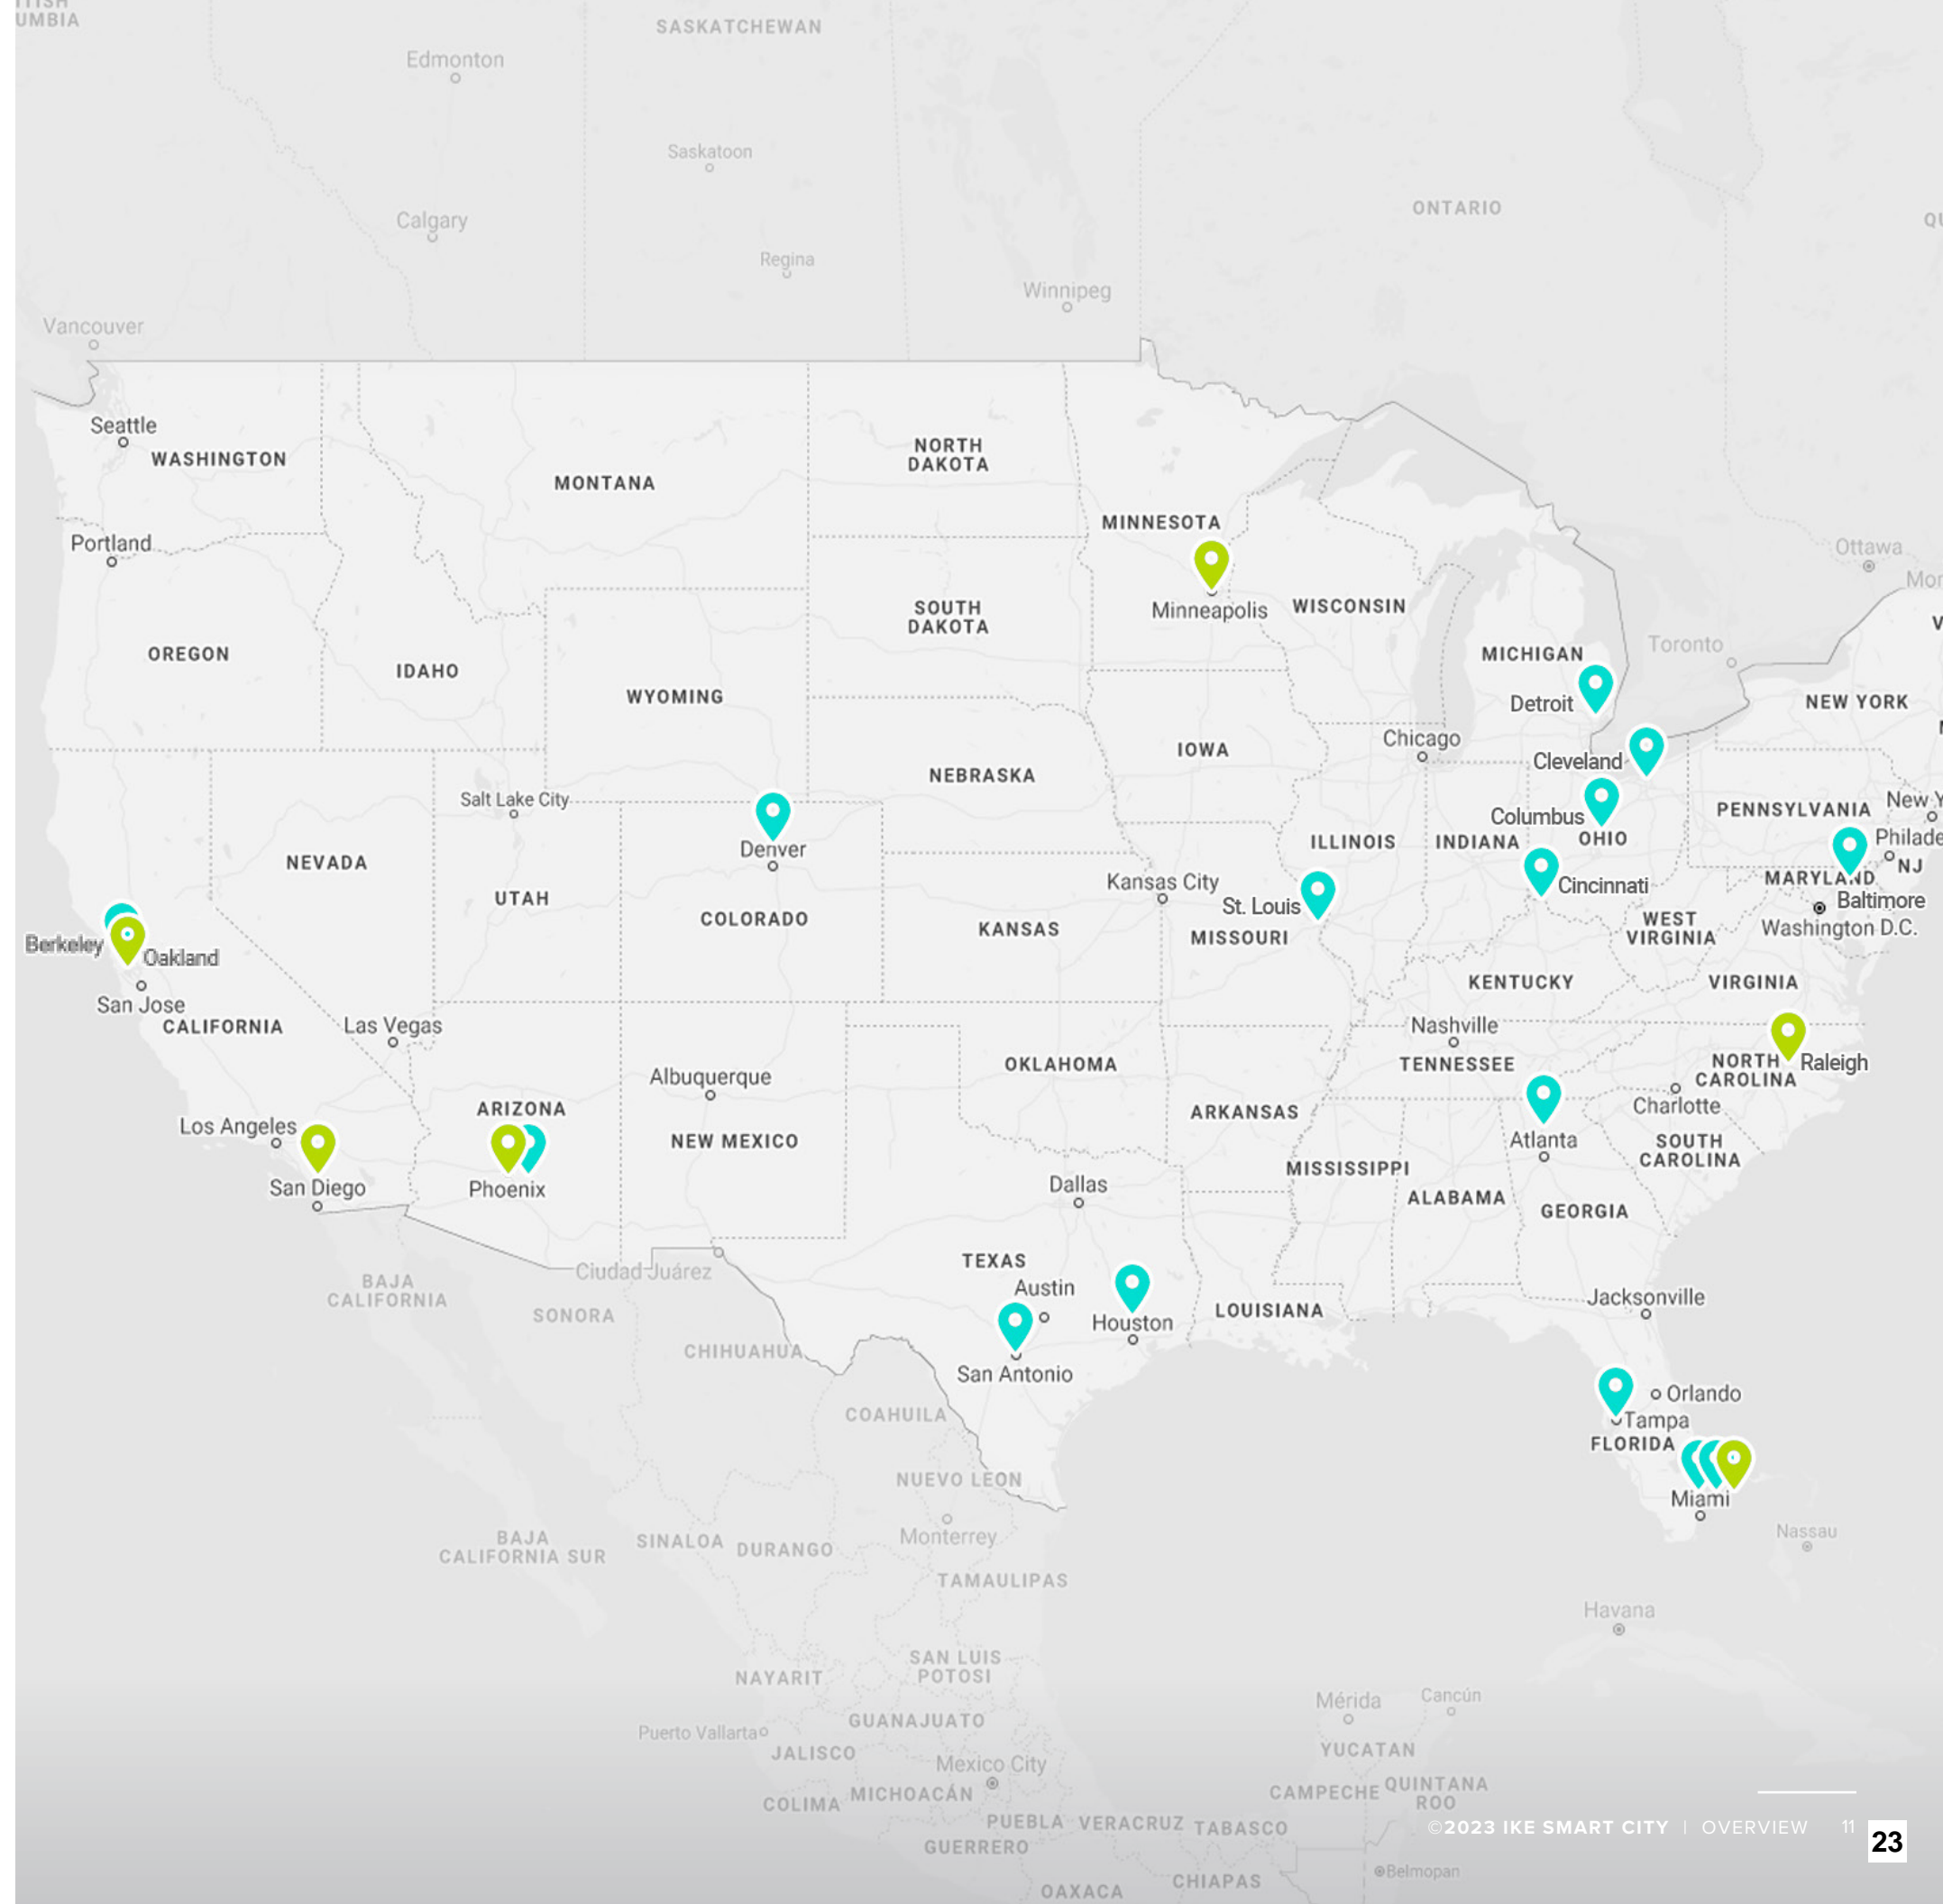 UMBIA
SASKATCHEWAN
Edmonton
Saskatoon
ONTARIO
Calgary
Regina
Winnipeg
Vancouver
Seattle
WASHINGTON
NORTH
DAKOTA
MONTANA
MINNESOTA
Portland
Ottawa
Minneapolis
WISCONSIN
SOUTH
DAKOTA
OREGON
IDAHO
MICHIGAN
Toronto
WYOMING
Detroit
NEW YORK
Chicago
IOWA
Cleveland
NEBRASKA
Salt Lake City
Columbus
PENNSYLVANIA
New Y
Philade
OHIO
ILLINOIS
INDIANA
Denver
NEVADA
NJ
MARYLAND
Kansas City
Cincinnati
UTAH
St. Louis
Baltimore
COLORADO
KANSAS
MISSOURI
WEST
VIRGINIA
Washington D.C.
Berkeley
Oakland
KENTUCKY
VIRGINIA
San Jose
CALIFORNIA
Las Vegas
Nashville
OKLAHOMA
TENNESSEE
NORTH
CAROLINA
Raleigh
Albuquerque
ARIZONA
ARKANSAS
Charlotte
Los Angeles
NEW MEXICO
Atlanta
SOUTH
CAROLINA
MISSISSIPPI
San Diego
Phoenix
Dallas
ALABAMA
GEORGIA
TEXAS
Ciudad Juárez
BAJA
CALIFORNIA
Austin
Jacksonville
SONORA
Houston
LOUISIANA
CHIHUAHUA
San Antonio
Orlando
COAHUILA
Tampa
FLORIDA
NUEVO LEON
Miami
Monterrey
Nassau
BAJA
CALIFORNIA SUR
SINALOA
DURANGO
TAMAULIPAS
Havana
SAN LUIS
POTOSI
NAYARIT
Mérida
Cancún
GUANAJUATO
Puerto Vallarta
JALISCO
YUCATAN
Mexico City
MICHOACÁN
CAMPECHE
QUINTANA
ROO
COLIMA
PUEBLA
VERACRUZ
TABASCO
GUERRERO
©2023 IKE SMART CITY | OVERVIEW 11
23
Belmopan
CHIAPAS
OAXACA